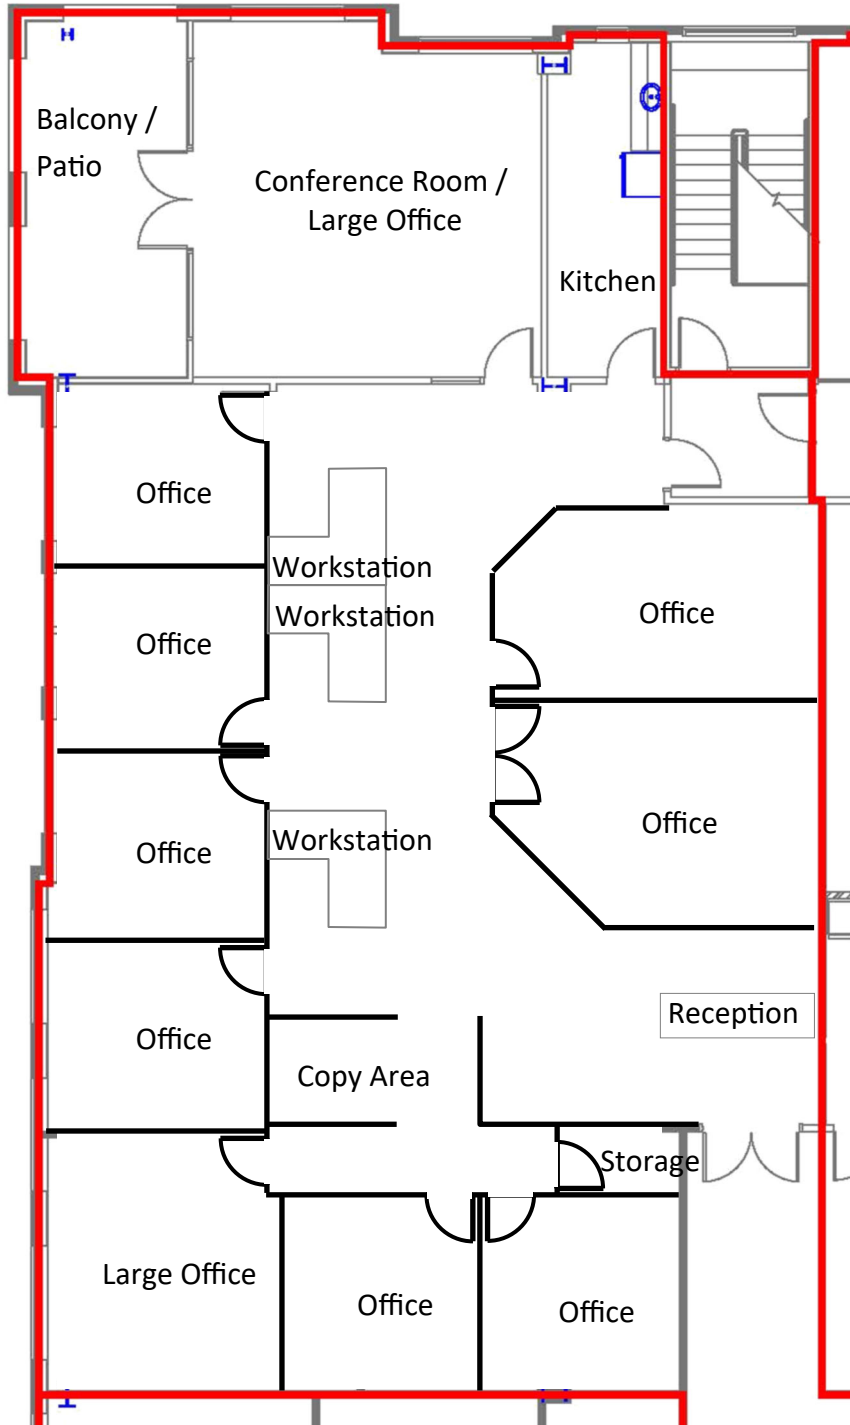 Balcony /
Patio
Conference Room /
Large Office
Kitchen
Office
Workstation
Workstation
Office
Office
Office
Workstation
Office
Reception
Office
Copy Area
Storage
Large Office
Office
Office